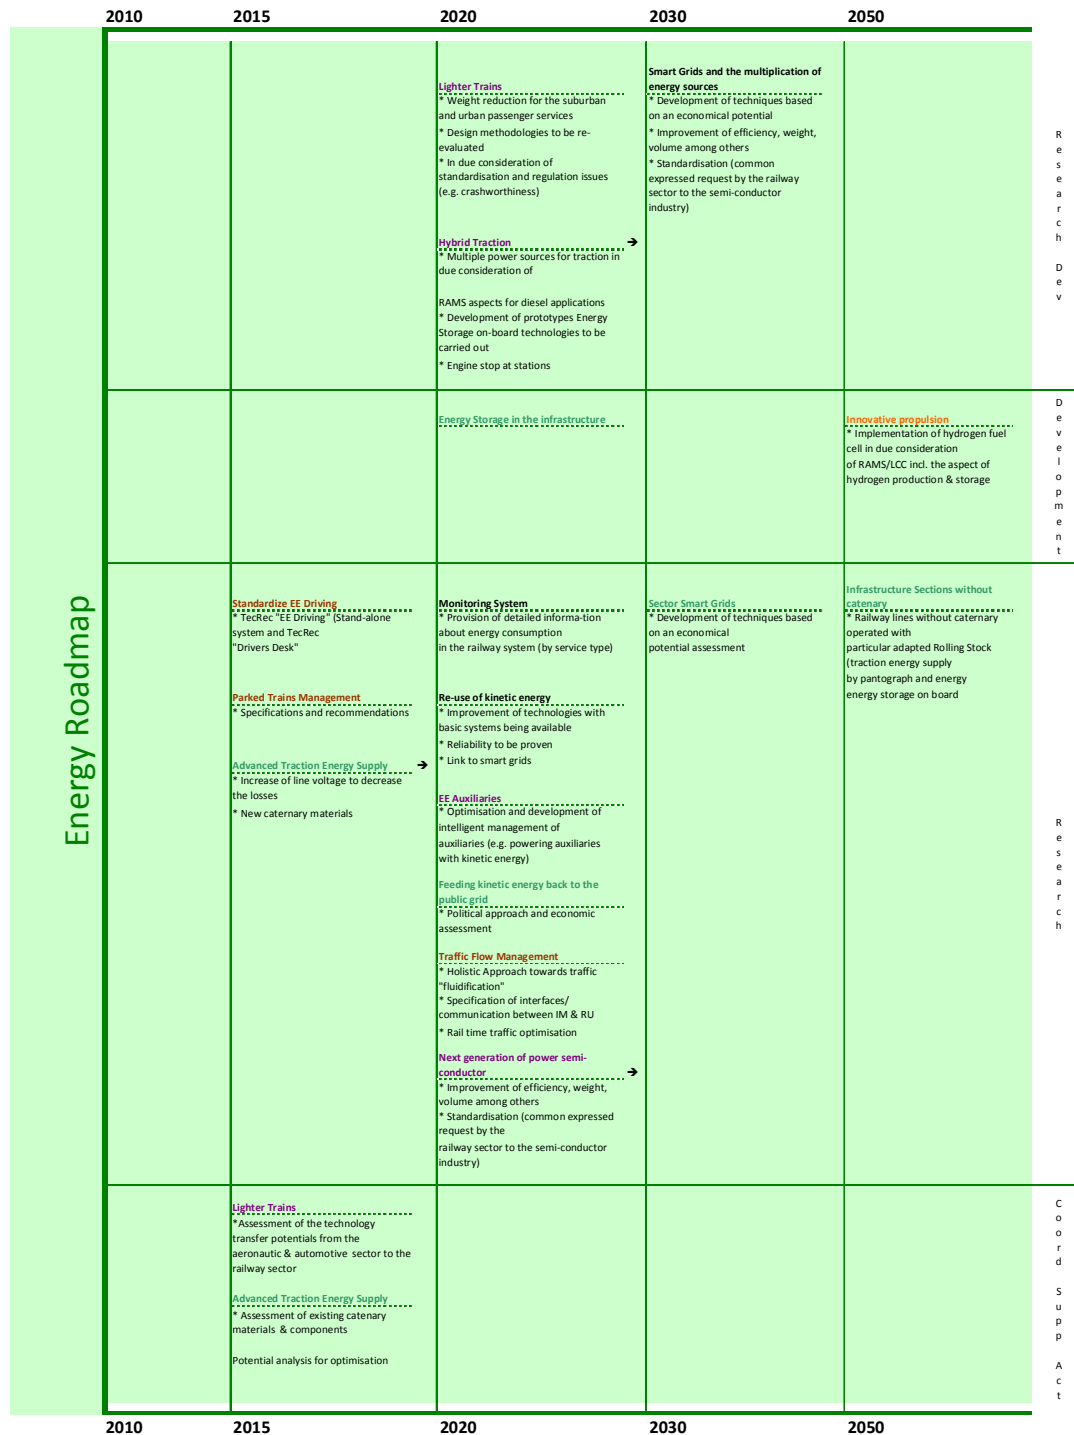 2010 2015 2020 2030 2050
Energy Roadmap
Lighter Trains
* Weight reduction for the suburban
and urban passenger services
* Design methodologies to be re-
evaluated
* In due consideration of
standardisation and regulation issues
(e.g. crashworthiness)
Hybrid Traction ➔
* Multiple power sources for traction in
due consideration of
RAMS aspects for diesel applications
* Development of prototypes Energy
Storage on-board technologies to be
carried out
* Engine stop at stations
Smart Grids and the multiplication of
energy sources
* Development of techniques based
on an economical potential
* Improvement of efficiency, weight,
volume among others
* Standardisation (common
expressed request by the railway
sector to the semi-conductor
industry)
Research Dev
Energy Storage in the infrastructure
Innovative propulsion
* Implementation of hydrogen fuel
cell in due consideration
of RAMS/LCC incl. the aspect of
hydrogen production & storage
Development
Standardize EE Driving
* TecRec "EE Driving" (Stand-alone
system and TecRec
"Drivers Desk"
Parked Trains Management
* Specifications and recommendations
Advanced Traction Energy Supply ➔
* Increase of line voltage to decrease
the losses
* New caternary materials
Monitoring System
* Provision of detailed informa-tion
about energy consumption
in the railway system (by service type)
Re-use of kinetic energy
* Improvement of technologies with
basic systems being available
* Reliability to be proven
* Link to smart grids
EE Auxiliaries
* Optimisation and development of
intelligent management of
auxiliaries (e.g. powering auxiliaries
with kinetic energy)
Feeding kinetic energy back to the
public grid
* Political approach and economic
assessment
Traffic Flow Management
* Holistic Approach towards traffic
"fluidification"
* Specification of interfaces/
communication between IM & RU
* Rail time traffic optimisation
Next generation of power semi-
conductor ➔
* Improvement of efficiency, weight,
volume among others
* Standardisation (common expressed
request by the
railway sector to the semi-conductor
industry)
Sector Smart Grids
* Development of techniques based
on an economical
potential assessment
Infrastructure Sections without
catenary
* Railway lines without caternary
operated with
particular adapted Rolling Stock
(traction energy supply
by pantograph and energy
energy storage on board
Research
Lighter Trains
*Assessment of the technology
transfer potentials from the
aeronautic & automotive sector to the
railway sector
Advanced Traction Energy Supply
* Assessment of existing catenary
materials & components
Potential analysis for optimisation
Coord Supp Act
2010 2015 2020 2030 2050